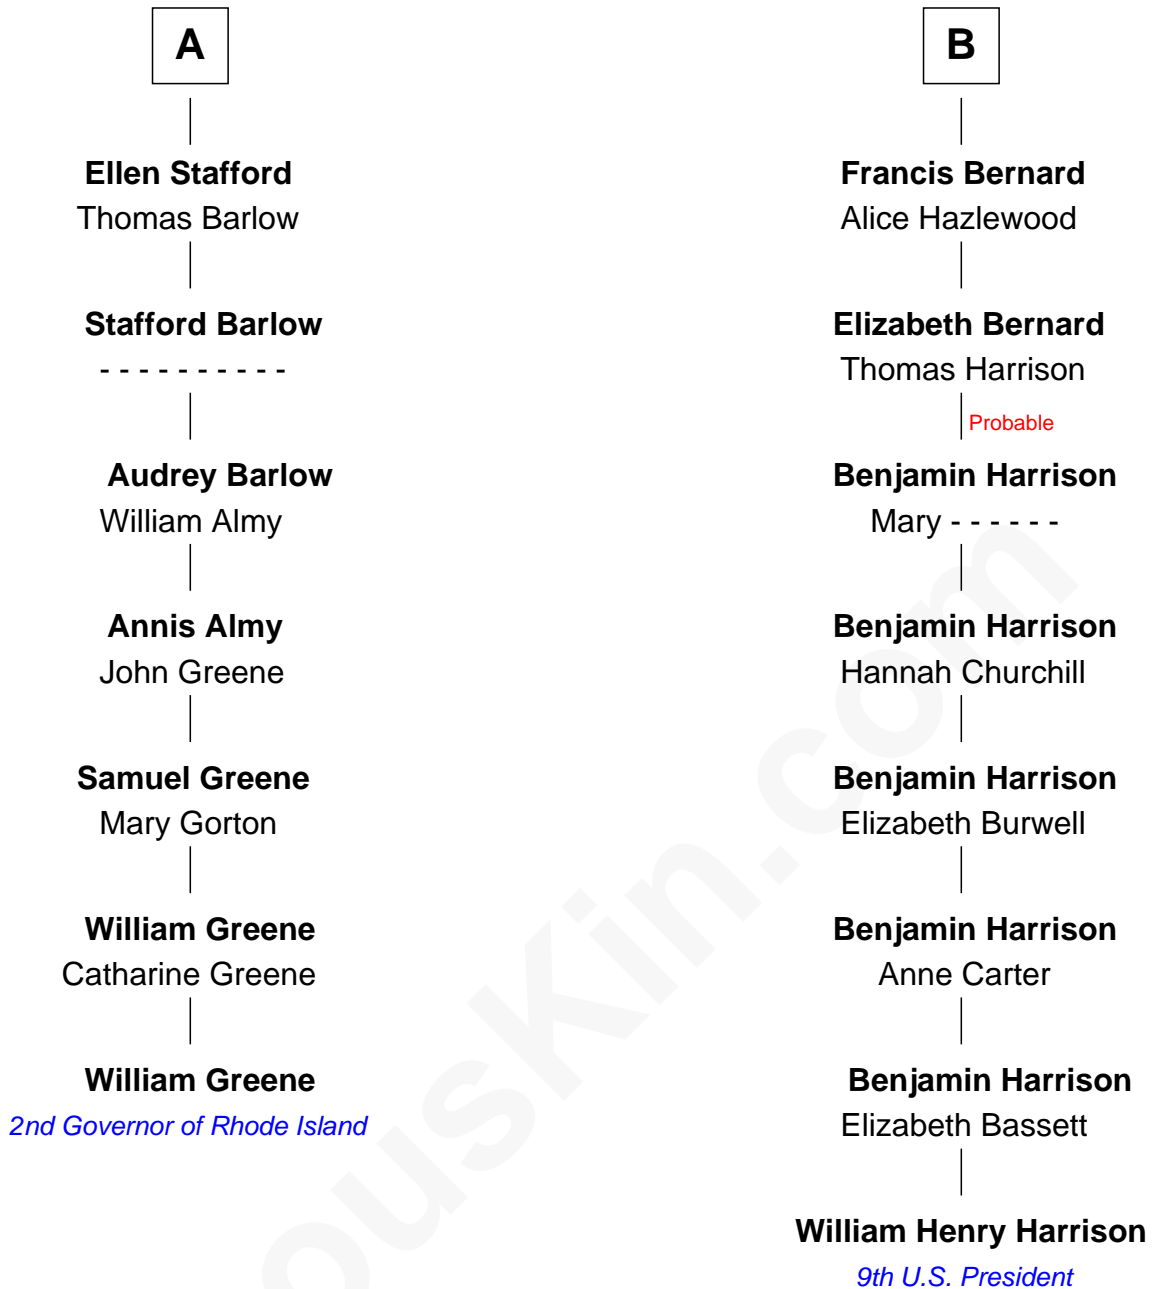 A
Ellen Stafford
Thomas Barlow
Stafford Barlow
- - - - - - - - - -
Audrey Barlow
William Almy
Annis Almy
John Greene
Samuel Greene
Mary Gorton
William Greene
Catharine Greene
William Greene
2nd Governor of Rhode Island
B
Francis Bernard
Alice Hazlewood
Elizabeth Bernard
Thomas Harrison
Probable
Benjamin Harrison
Mary - - - - - -
Benjamin Harrison
Hannah Churchill
Benjamin Harrison
Elizabeth Burwell
Benjamin Harrison
Anne Carter
Benjamin Harrison
Elizabeth Bassett
William Henry Harrison
9th U.S. President
ousKin.com